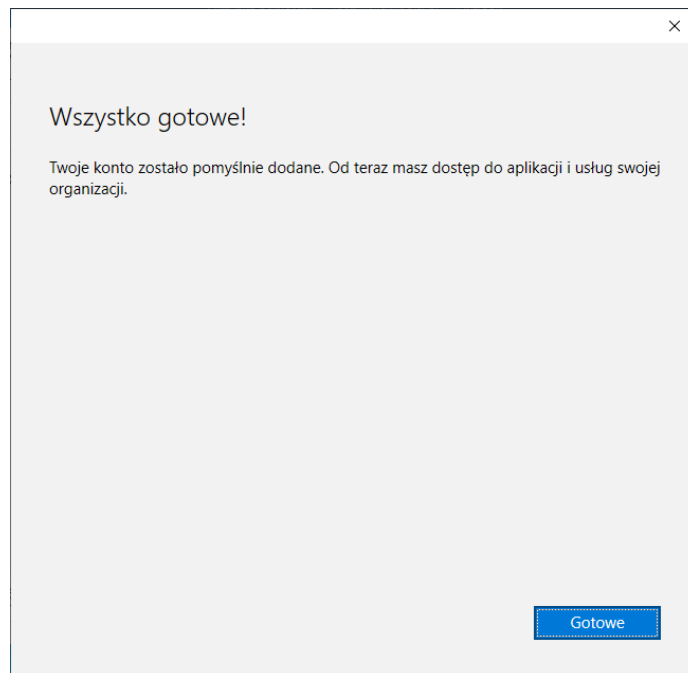 Wszystko gotowe!
Twoje konto zostało pomyślnie dodane. Od teraz masz dostęp do aplikacji i usług swojej
organizacji.
Gotowe